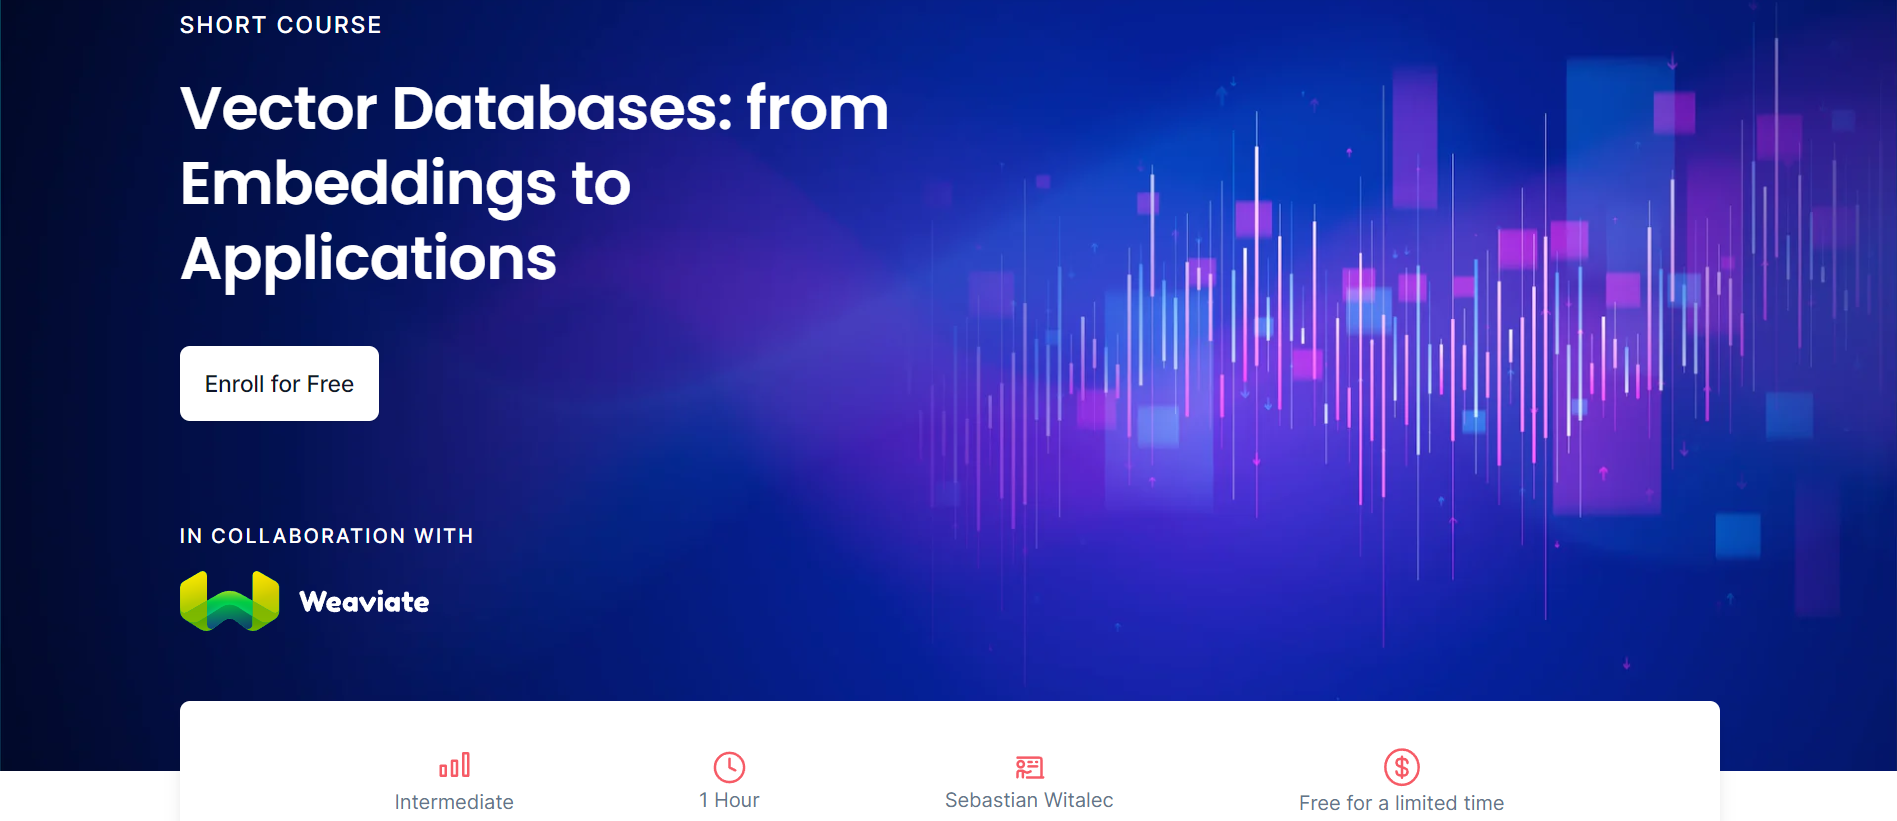 SHORT COURSE
Vector Databases: from
Embeddings to
Applications
Enroll for Free
IN COLLABORATION WITH
Weaviate
Intermediate
1 Hour
Sebastian Witalec
Free for a limited time